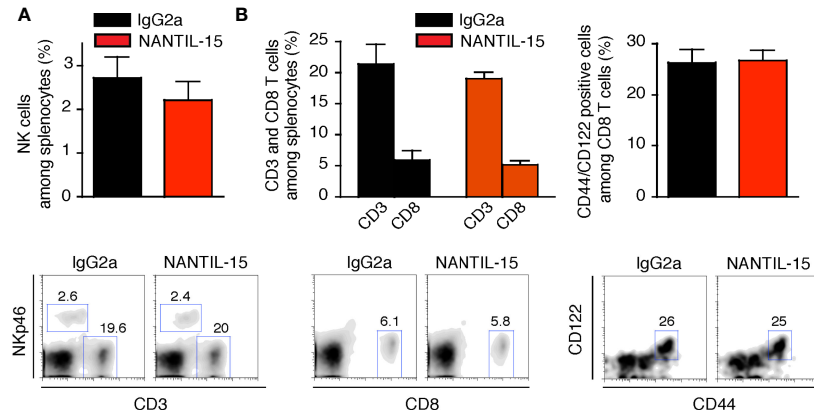 A
IgG2a
NANTIL-15
NK cells
among splenocytes (%)
3
2
1
0
B
IgG2a
NANTIL-15
CD3 and CD8 T cells
among splenocytes (%)
25
20
15
10
5
0
CD3
CD8
CD3
CD8
CD44/CD122 positive cells
among CD8 T cells (%)
30
20
10
0
IgG2a
NANTIL-15
NKp46
2.6
19.6
2.4
20
CD3
IgG2a
NANTIL-15
6.1
5.8
CD8
IgG2a
NANTIL-15
CD122
26
25
CD44